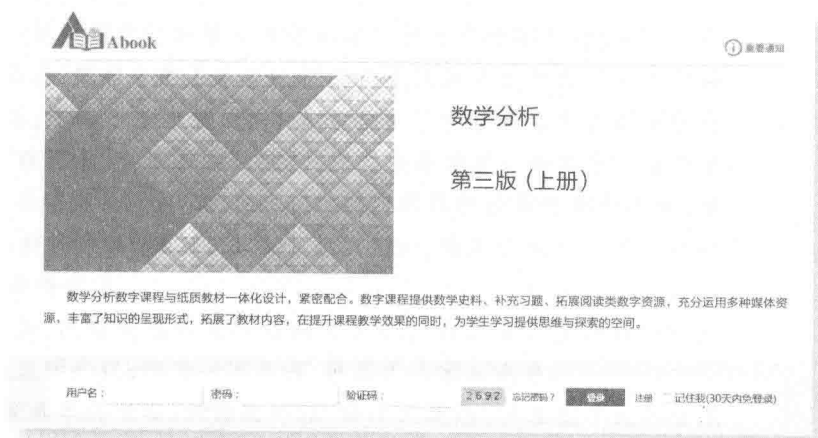 Abook
重要通知
数学分析
第三版（上册）
数学分析数字课程与纸质教材一体化设计，紧密配合。数字课程提供数学史料、补充习题、拓展阅读类数字资源，充分运用多种媒体资
源，丰富了知识的呈现形式，拓展了教材内容，在提升课程教学效果的同时，为学生学习提供思维与探索的空间。
用户名： 密码： 验证码： 2692 忘记密码？ 登录 注册 记住我(30天内免登录)